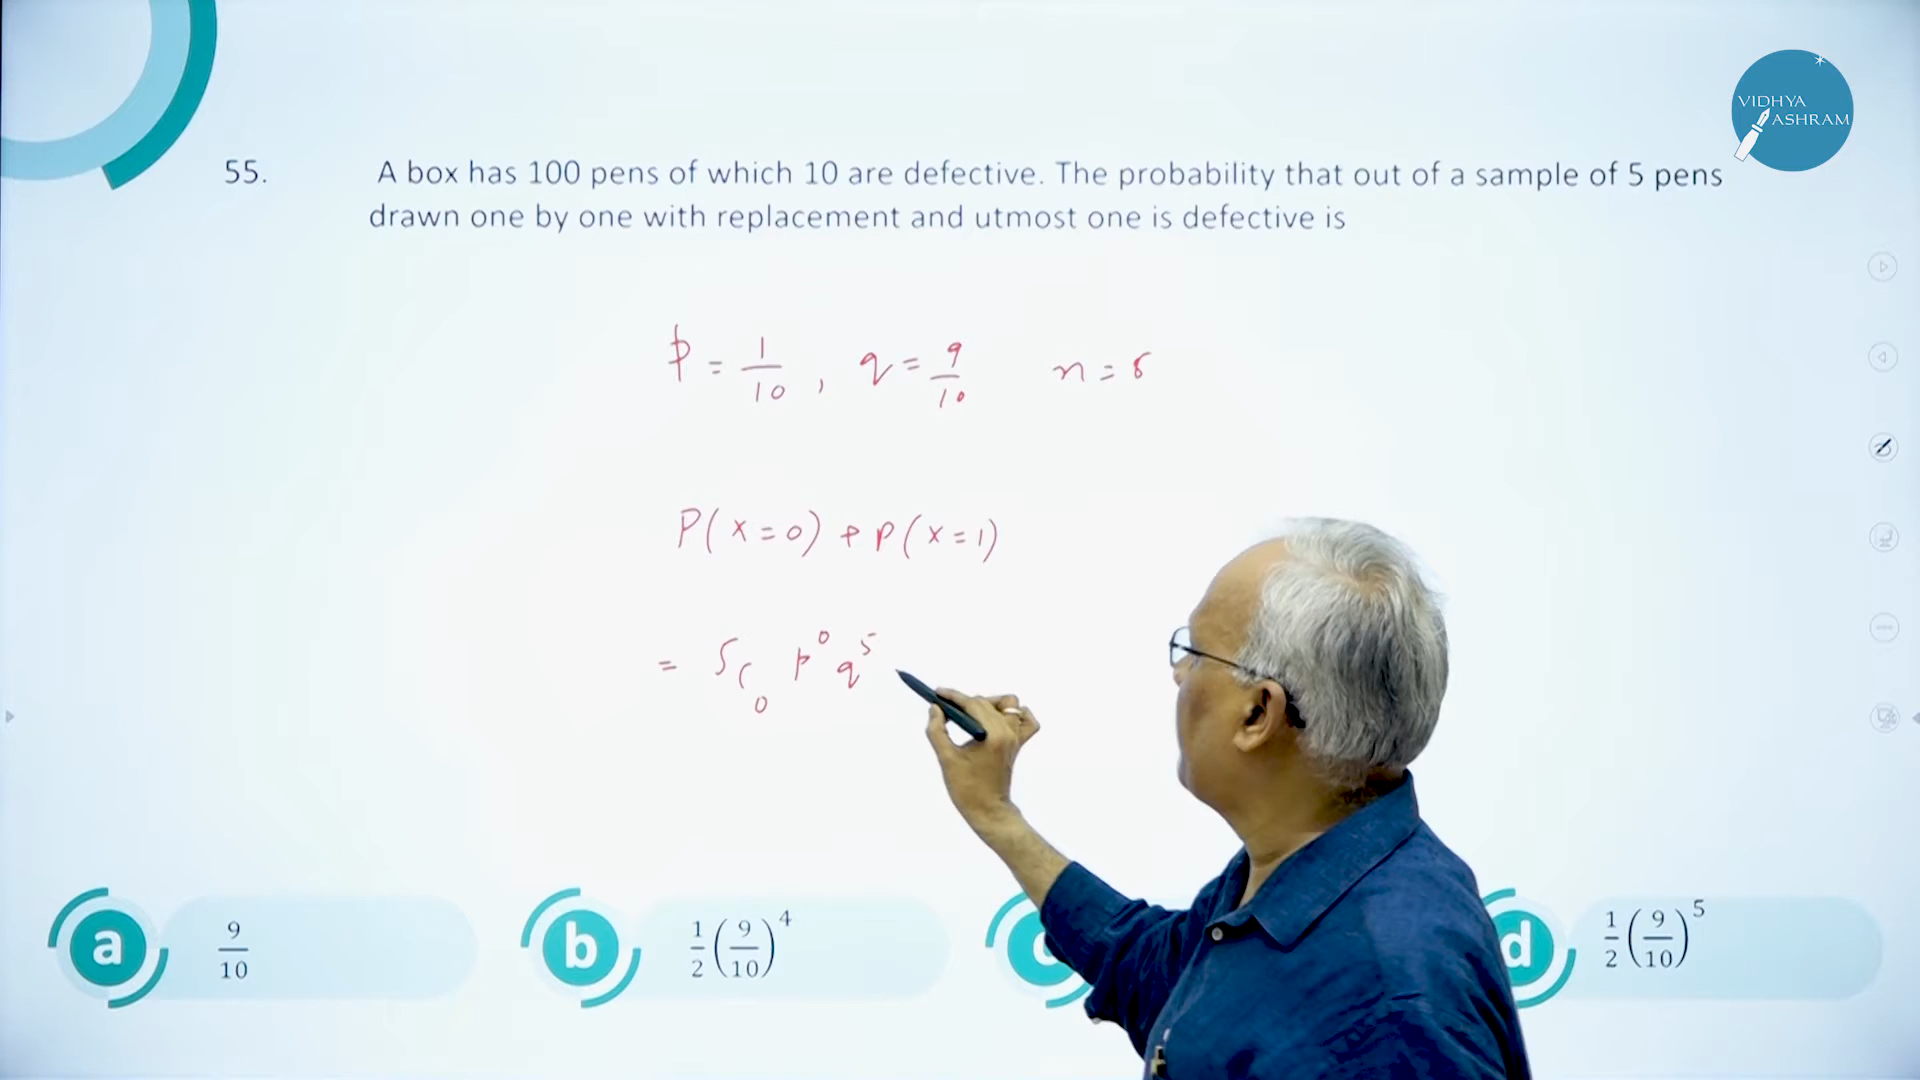 VIDHYA
ASHRAM
55. A box has 100 pens of which 10 are defective. The probability that out of a sample of 5 pens
drawn one by one with replacement and utmost one is defective is
p = 1/10 , q = 9/10 n = 5
P(x=0) + P(x=1)
= 5C0 p^0 q^5
a 9/10
b 1/2 (9/10)^4
d 1/2 (9/10)^5